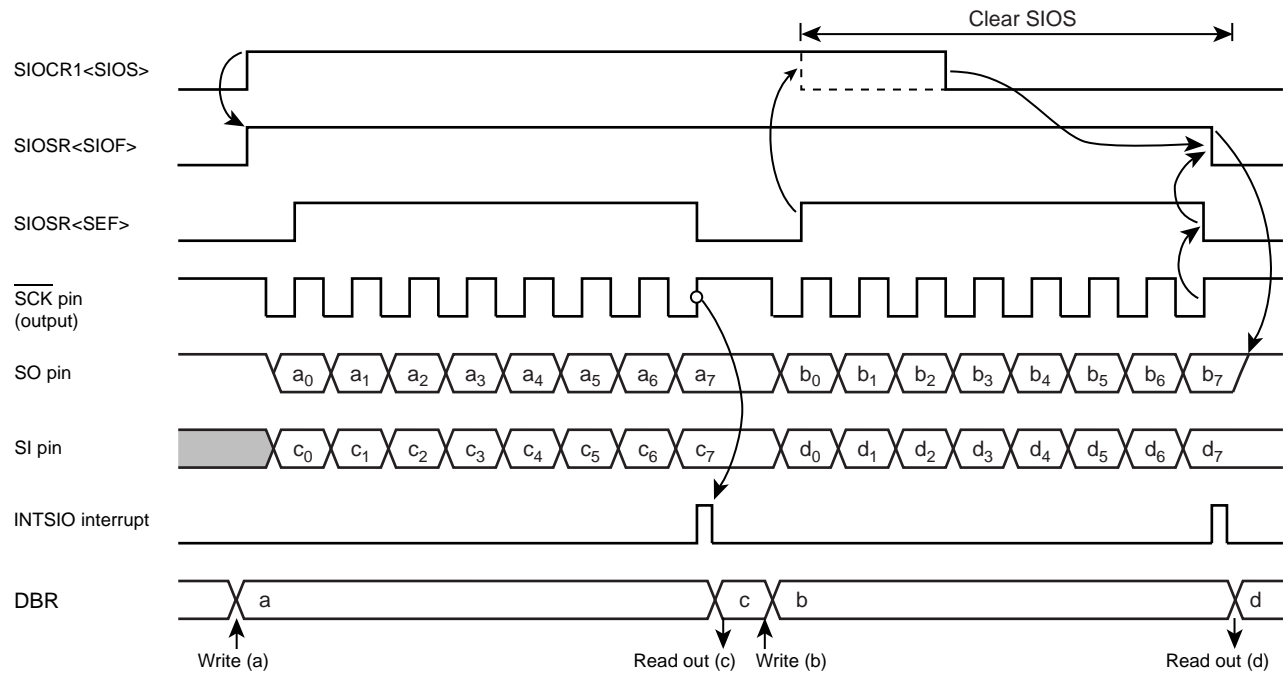 Clear SIOS
SIOCR1<SIOS>
SIOSR<SIOF>
SIOSR<SEF>
SCK pin
(output)
SO pin
a0 a1 a2 a3 a4 a5 a6 a7 b0 b1 b2 b3 b4 b5 b6 b7
SI pin
c0 c1 c2 c3 c4 c5 c6 c7 d0 d1 d2 d3 d4 d5 d6 d7
INTSIO interrupt
DBR
a c b d
Write (a) Read out (c) Write (b) Read out (d)